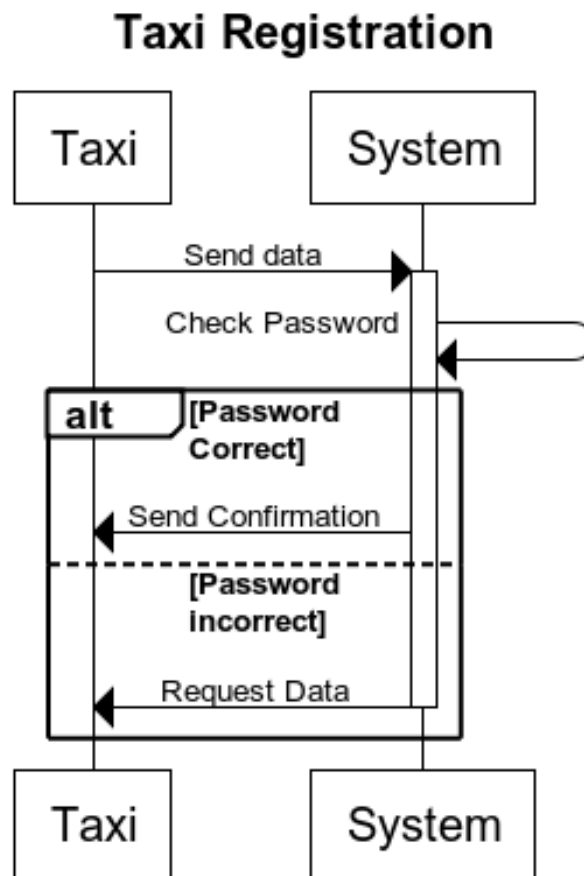 Taxi Registration
Taxi
System
Send data
Check Password
alt
[Password
Correct]
Send Confirmation
[Password
incorrect]
Request Data
Taxi
System